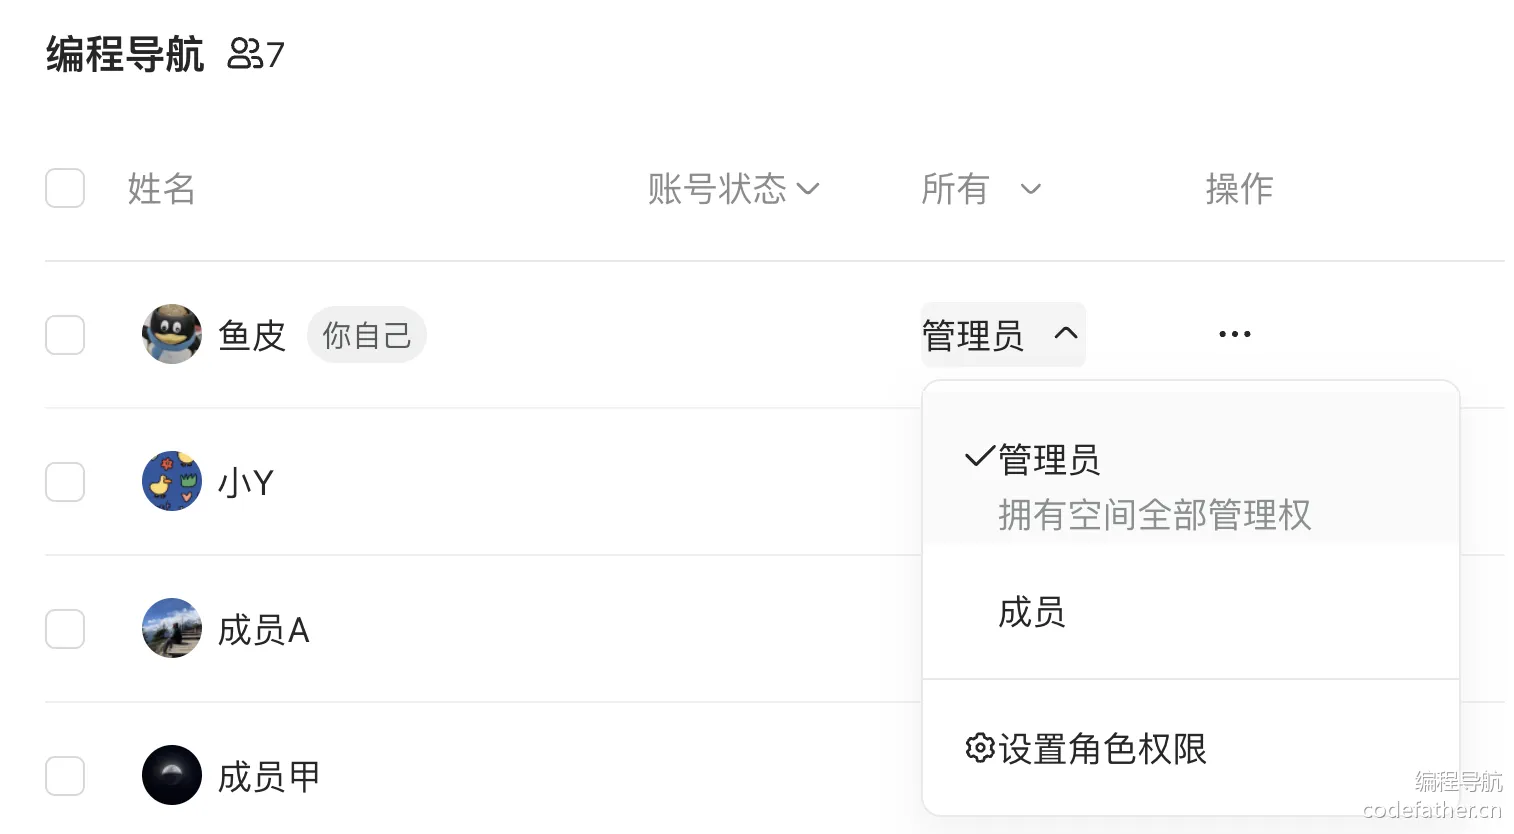 编程导航 7
姓名 账号状态 所有 操作
鱼皮 你自己 管理员 ...
管理员
拥有空间全部管理权
小Y
成员
成员A
设置角色权限
成员甲
编程导航
codefather.cn